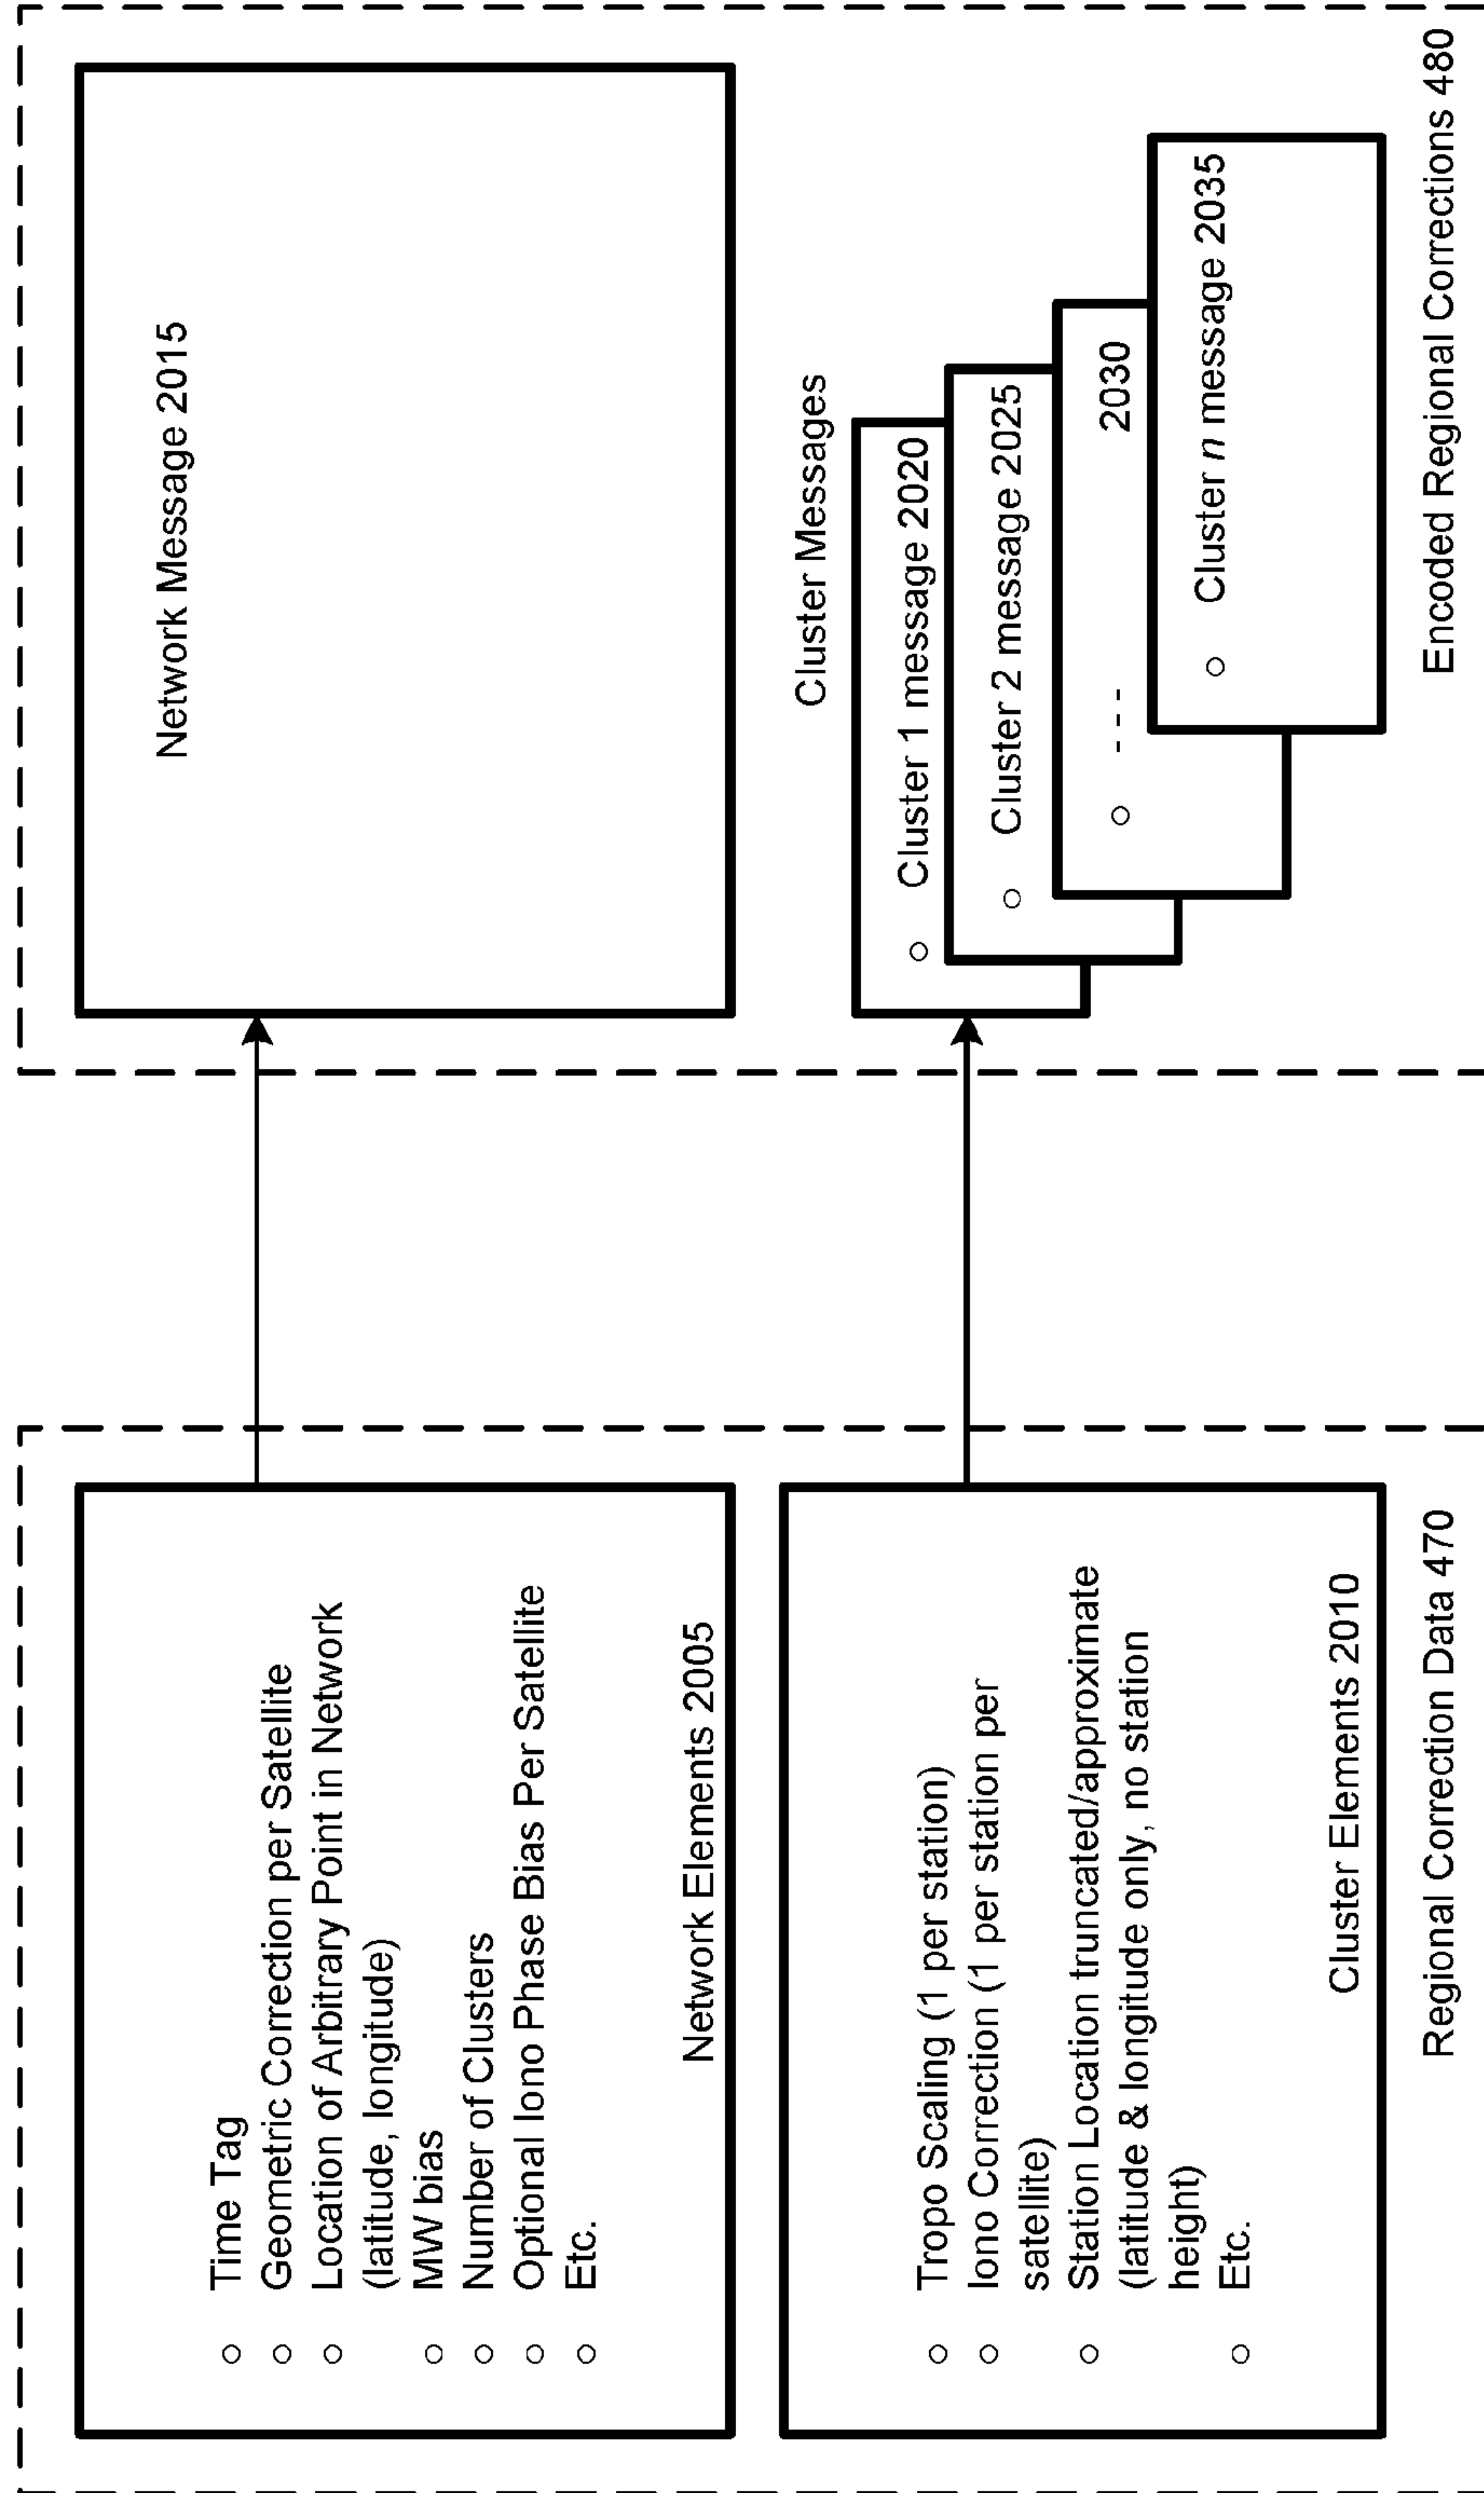 ○ Time Tag
○ Geometric Correction per Satellite
○ Location of Arbitrary Point in Network
(latitude, longitude)
○ MW bias
○ Number of Clusters
○ Optional Iono Phase Bias Per Satellite
○ Etc.
Network Elements 2005
○ Tropo Scaling (1 per station)
○ Iono Correction (1 per station per
satellite)
○ Station Location truncated/approximate
(latitude & longitude only, no station
height)
○ Etc.
Cluster Elements 2010
Regional Correction Data 470
Network Message 2015
Cluster Messages
○ Cluster 1 message 2020
○ Cluster 2 message 2025
○ --- 2030
○ Cluster n message 2035
Encoded Regional Corrections 480